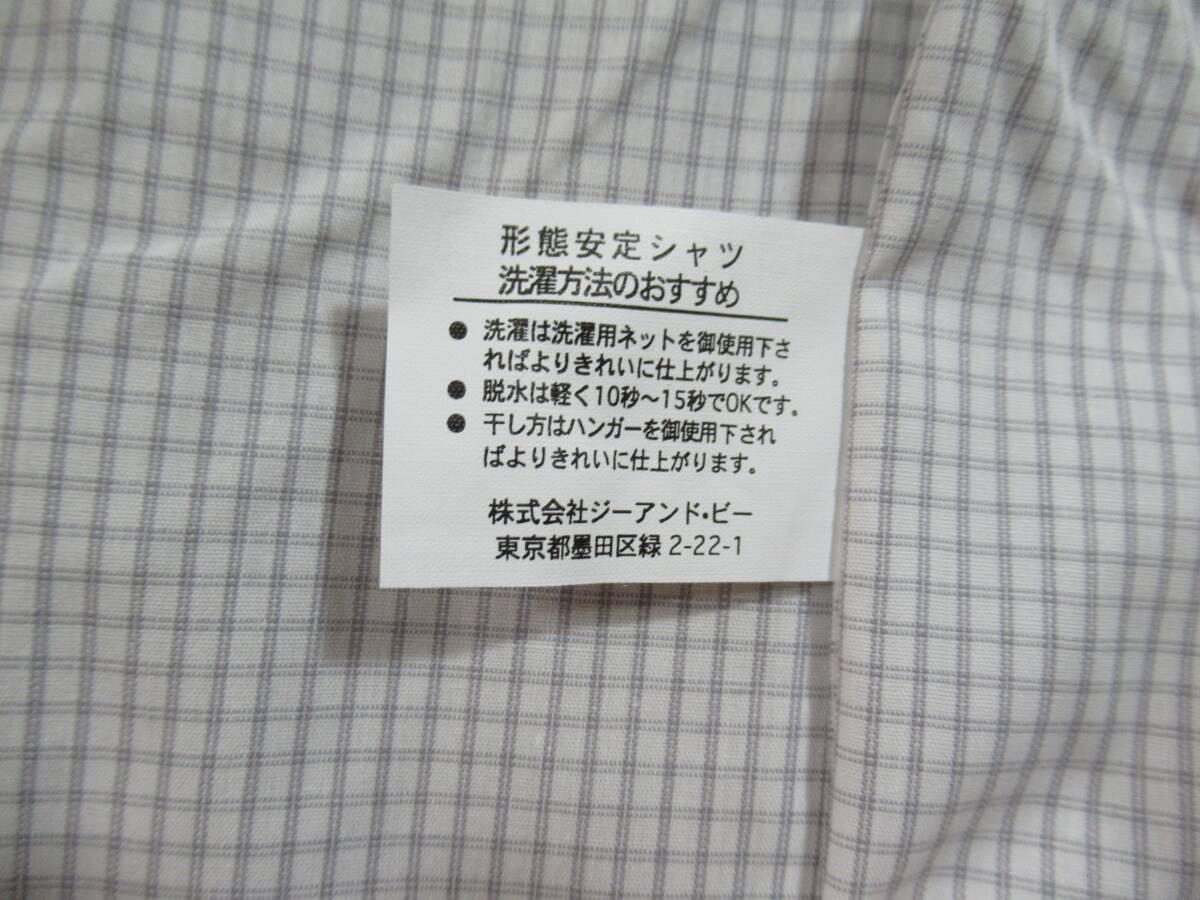 形態安定シャツ
洗濯方法のおすすめ
● 洗濯は洗濯用ネットを御使用下さ
ればよりきれいに仕上がります。
● 脱水は軽く10秒～15秒でOKです。
● 干し方はハンガーを御使用下され
ばよりきれいに仕上がります。
株式会社ジーアンド・ビー
東京都墨田区緑2-22-1